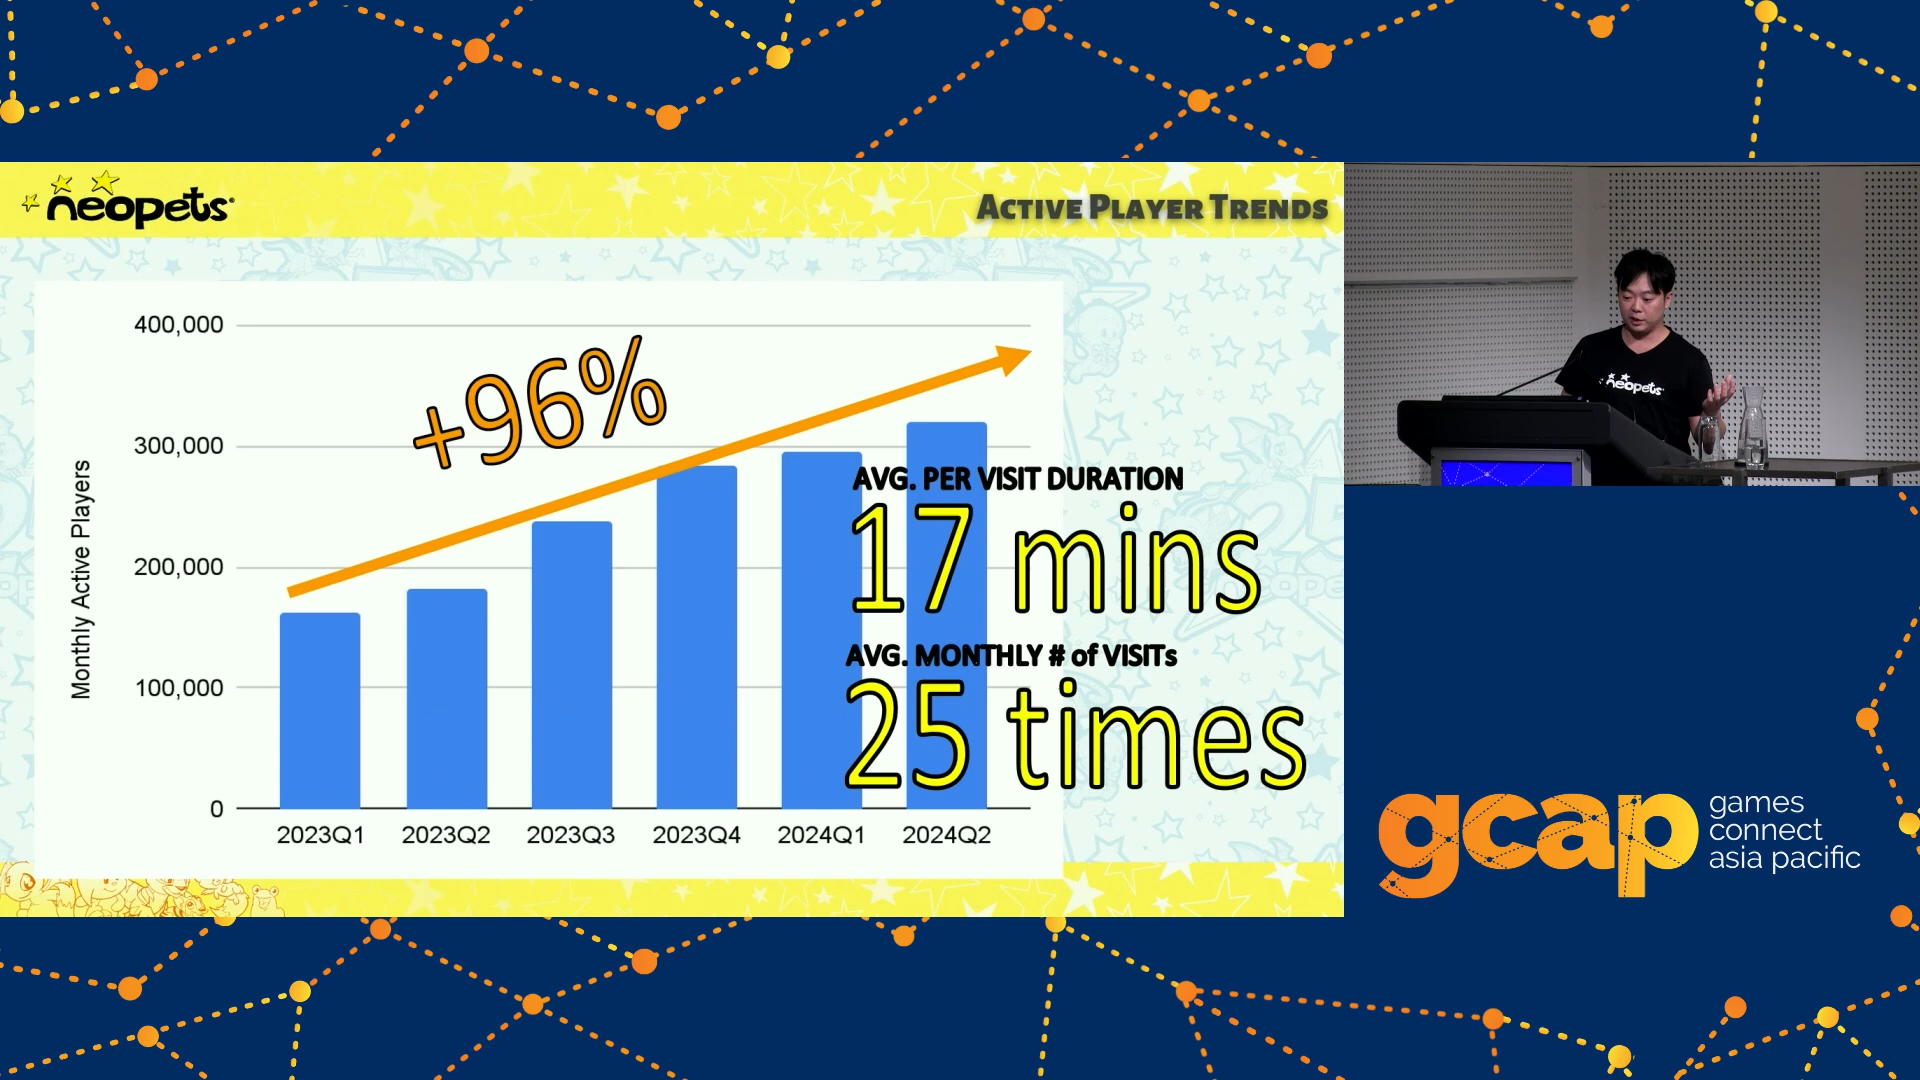 neopets
ACTIVE PLAYER TRENDS
400,000
300,000
200,000
100,000
0
Monthly Active Players
+96%
AVG. PER VISIT DURATION
17 mins
AVG. MONTHLY # of VISITs
25 times
2023Q1 2023Q2 2023Q3 2023Q4 2024Q1 2024Q2
neopets
gcap
games
connect
asia pacific